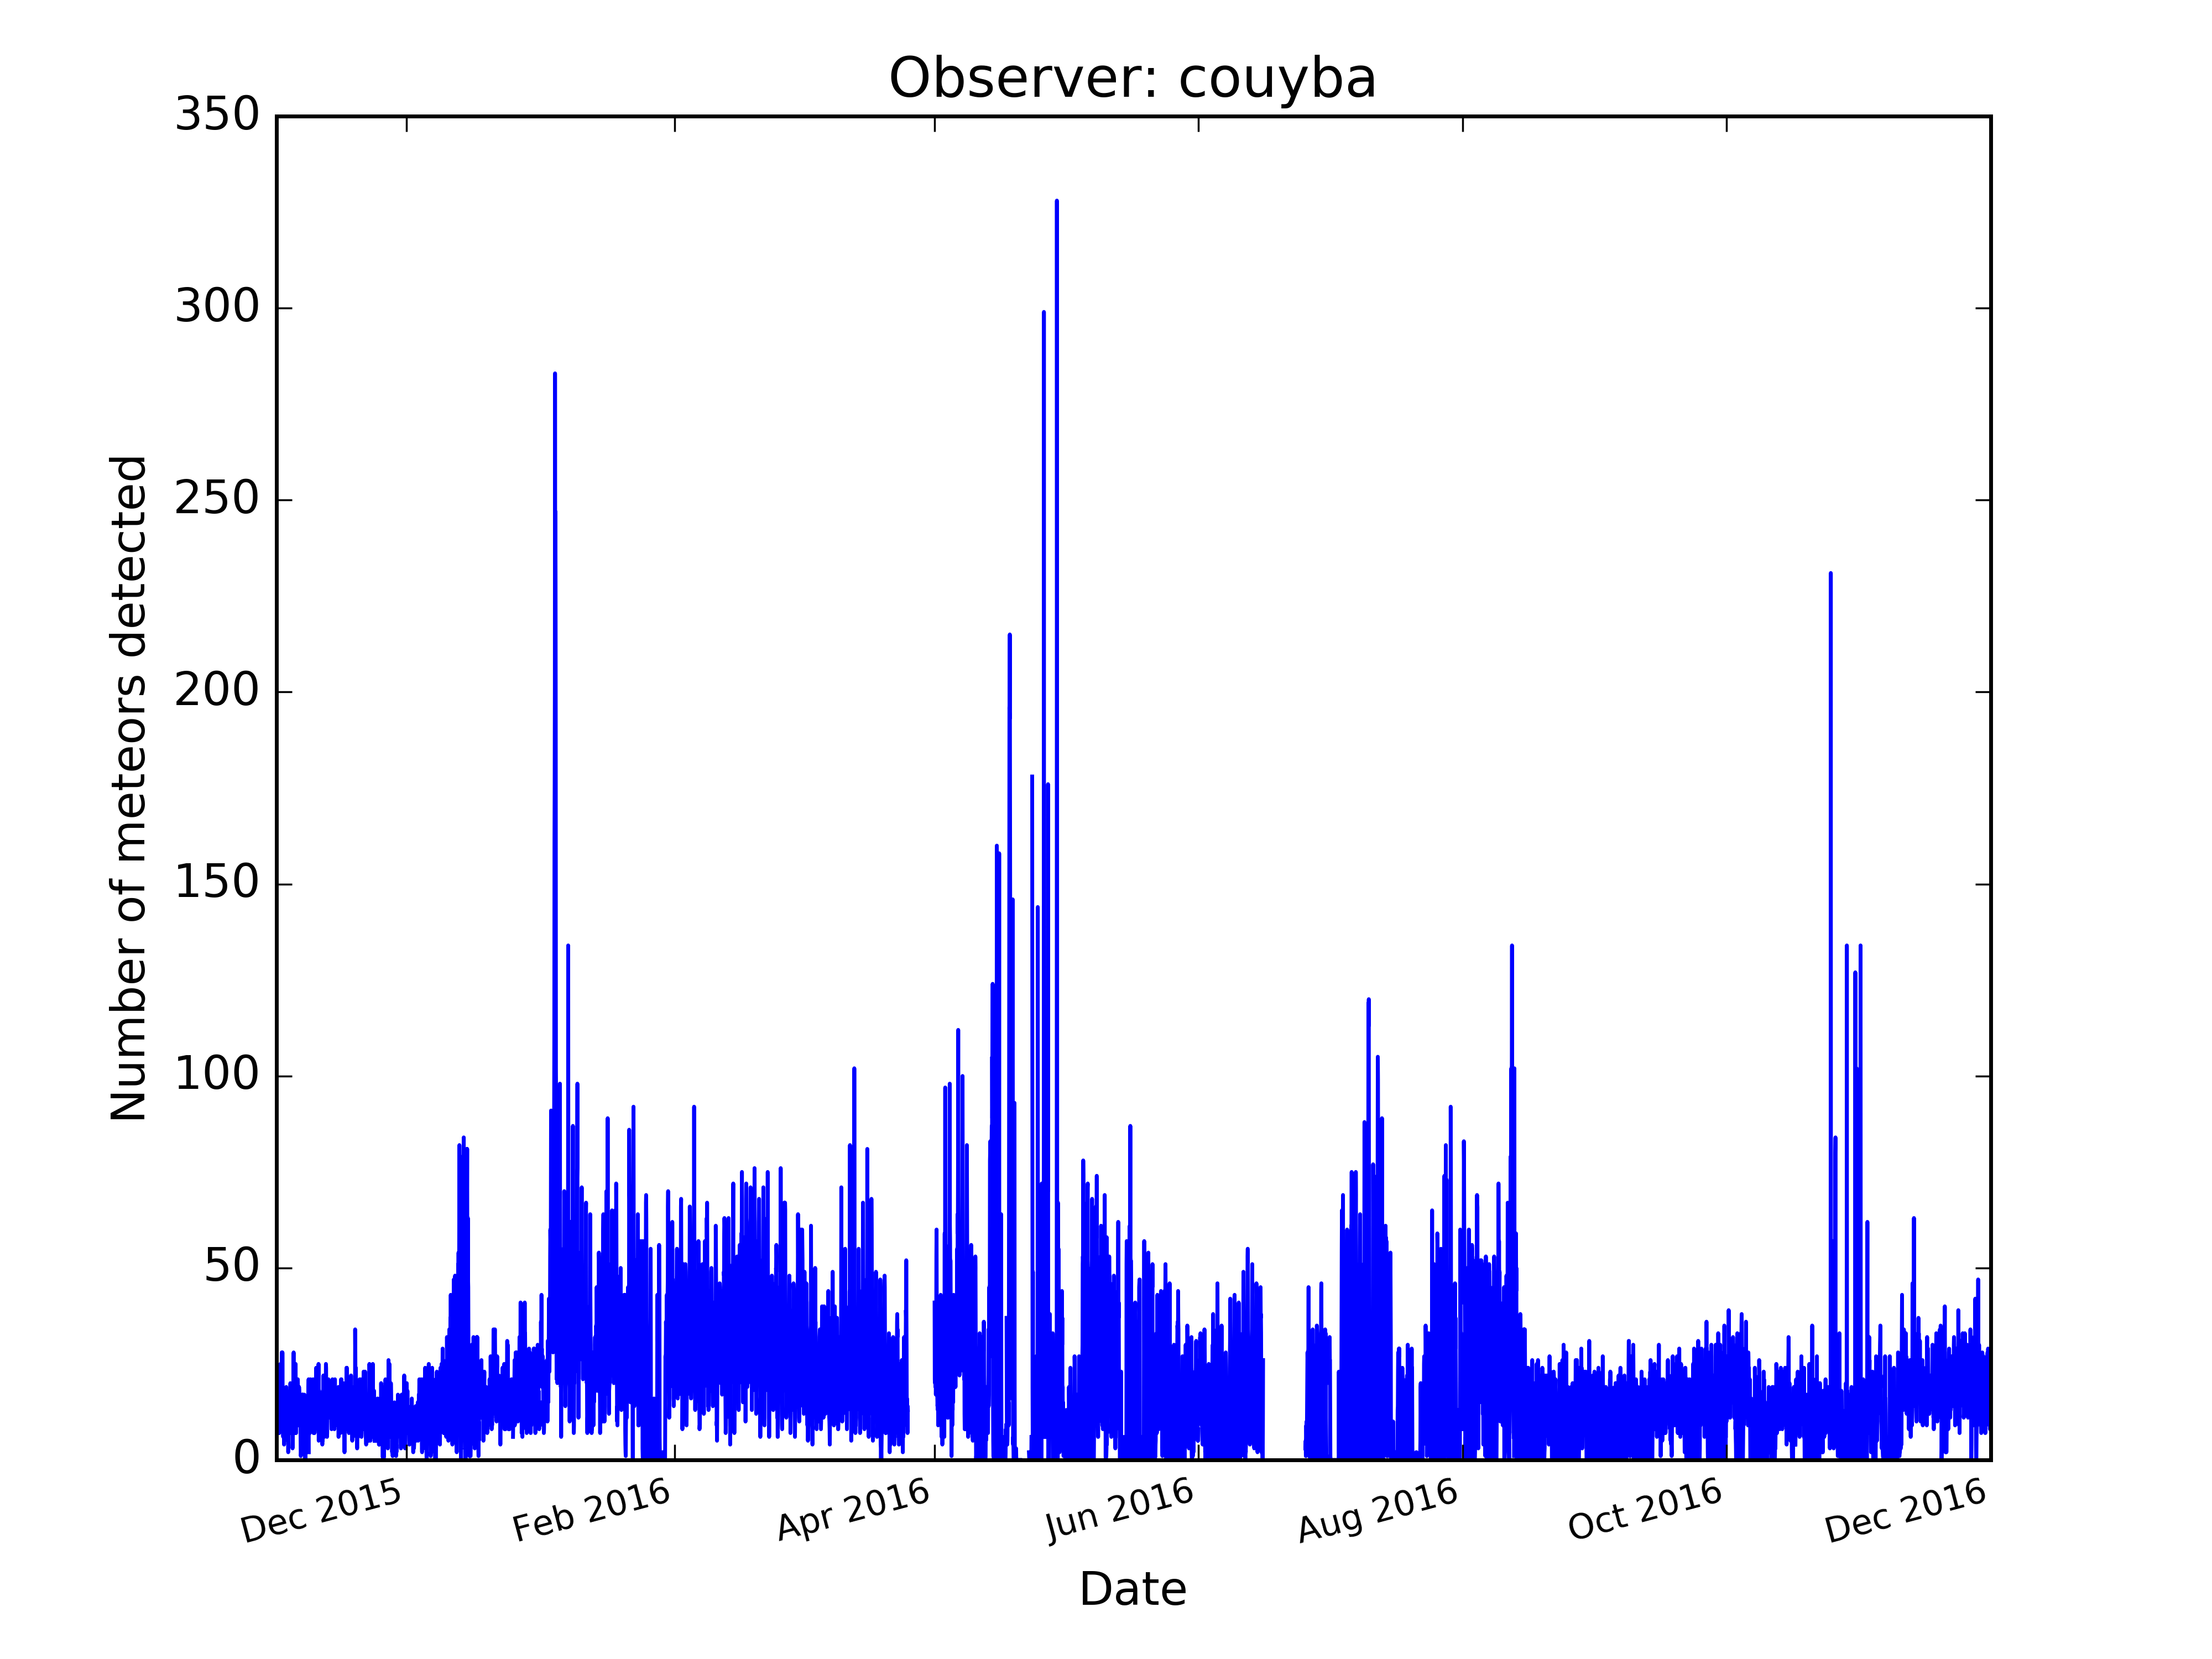 Observer: couyba
350
300
250
200
150
100
50
0
Number of meteors detected
Dec 2015
Feb 2016
Apr 2016
Jun 2016
Aug 2016
Oct 2016
Dec 2016
Date